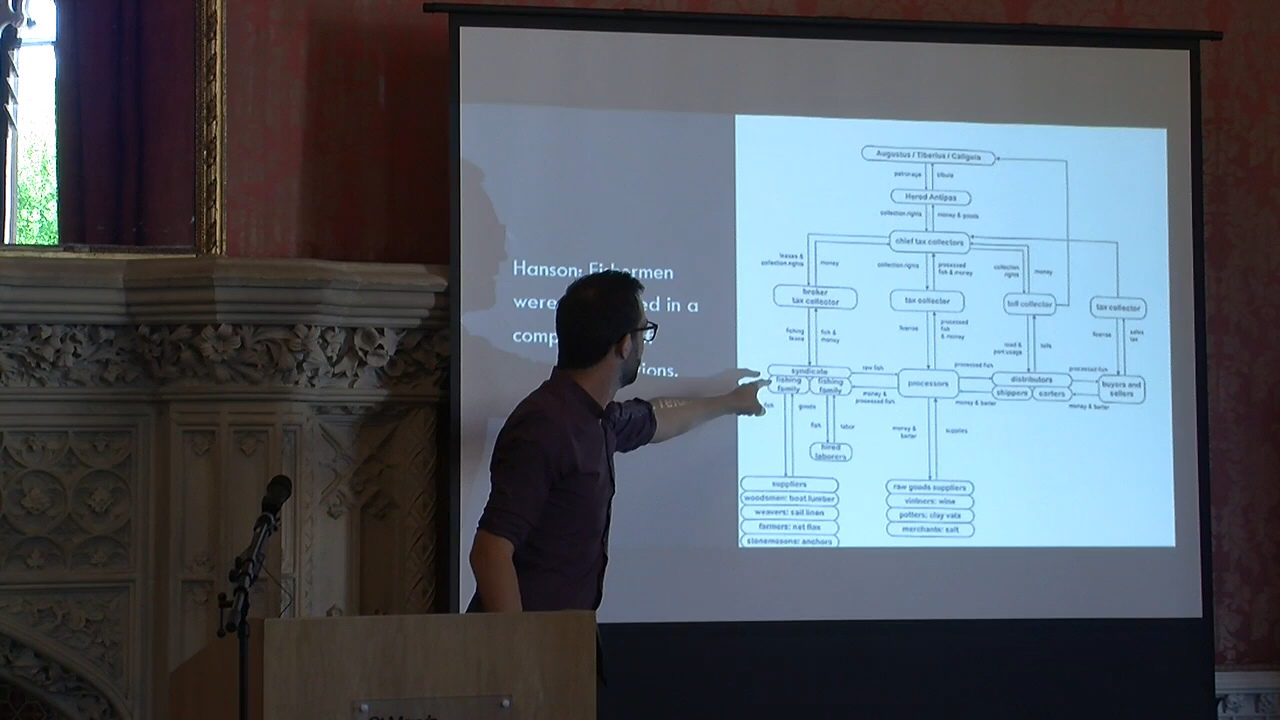 Hanson: Fishermen
were in a
comp
ions.
Augustus / Tiberius / Caligula
patronage
tribute
Herod Antipas
collection rights
money & goods
chief tax collectors
leases &
collection rights
money
collection rights
processed
fish & money
collection
rights
money
broker
tax collector
tax collector
toll collector
tax collector
fishing
lease
fish &
money
license
processed
fish
& money
road &
port usage
tolls
license
sales
tax
syndicate
fishing
family
fishing
family
raw fish
money &
processed fish
processors
processed fish
money & barter
distributors
shippers
carters
processed fish
money & barter
buyers and
sellers
fish
goods
fish
labor
hired
laborers
money &
barter
supplies
suppliers
woodsmen: boat lumber
weavers: sail linen
farmers: net flax
stonemasons: anchors
raw goods suppliers
vintners: wine
potters: clay vats
merchants: salt